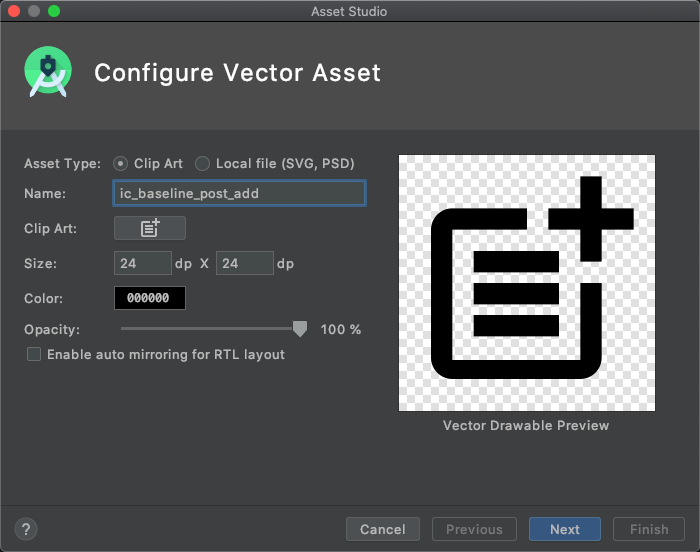 Asset Studio
Configure Vector Asset
Asset Type: Clip Art Local file (SVG, PSD)
Name: ic_baseline_post_add
Clip Art:
Size: 24 dp X 24 dp
Color: 000000
Opacity: 100 %
Enable auto mirroring for RTL layout
Vector Drawable Preview
? Cancel Previous Next Finish